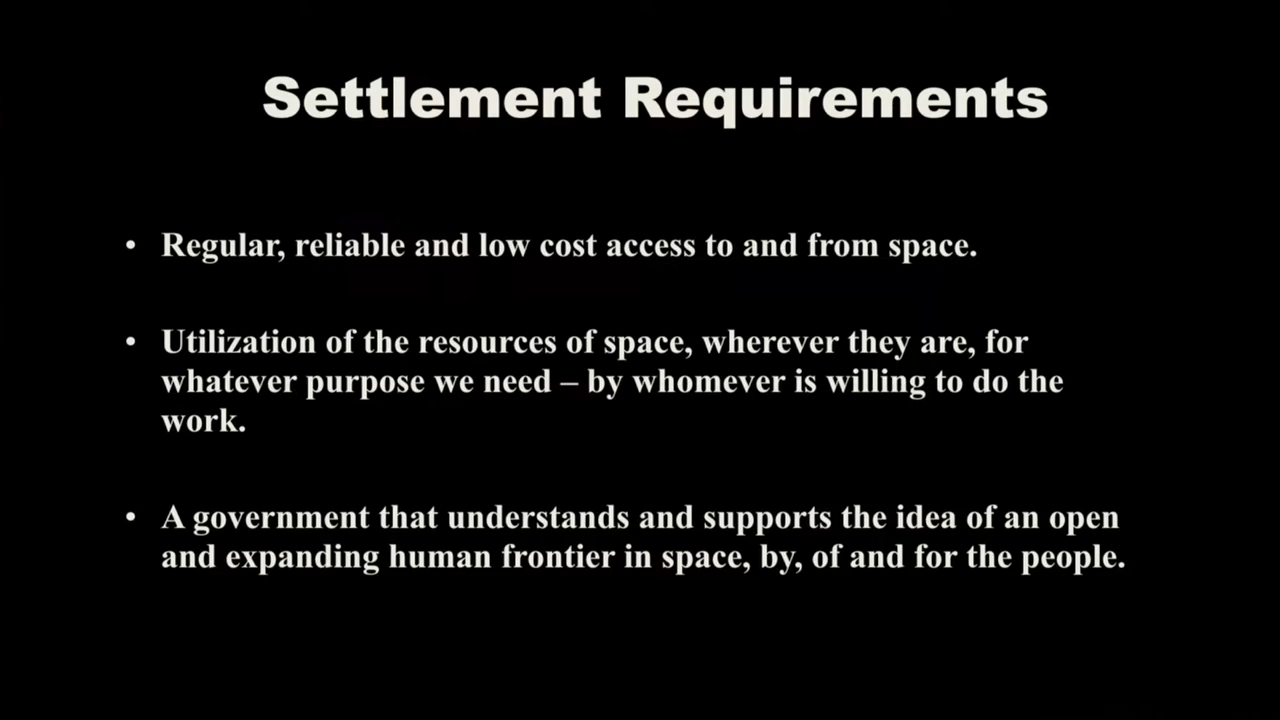 Settlement Requirements
• Regular, reliable and low cost access to and from space.
• Utilization of the resources of space, wherever they are, for
whatever purpose we need – by whomever is willing to do the
work.
• A government that understands and supports the idea of an open
and expanding human frontier in space, by, of and for the people.